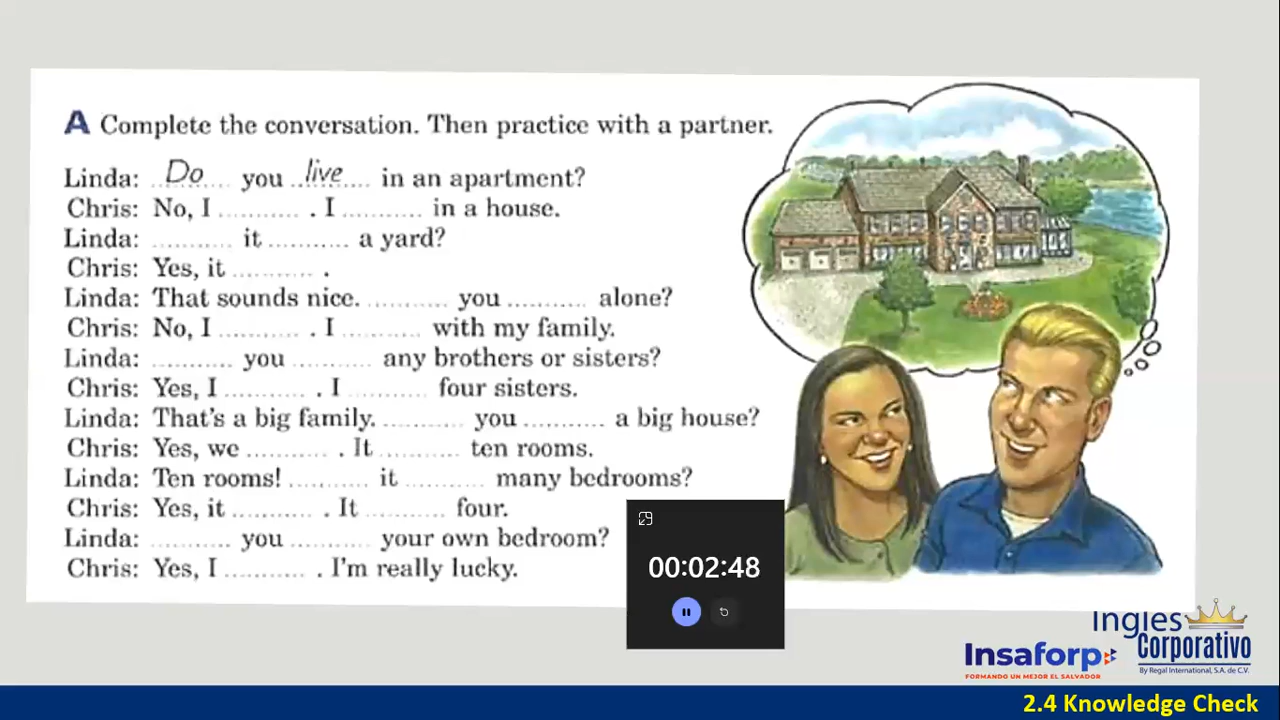 A Complete the conversation. Then practice with a partner.
Linda: Do you live in an apartment?
Chris: No, I .......... . I .......... in a house.
Linda: .......... it .......... a yard?
Chris: Yes, it .......... .
Linda: That sounds nice. .......... you .......... alone?
Chris: No, I .......... . I .......... with my family.
Linda: .......... you .......... any brothers or sisters?
Chris: Yes, I .......... . I .......... four sisters.
Linda: That's a big family. .......... you .......... a big house?
Chris: Yes, we .......... . It .......... ten rooms.
Linda: Ten rooms! .......... it .......... many bedrooms?
Chris: Yes, it .......... . It .......... four.
Linda: .......... you .......... your own bedroom?
Chris: Yes, I .......... . I'm really lucky.
00:02:48
Insaforp
FORMANDO UN MEJOR EL SALVADOR
Ingles
Corporativo
By Regal International, S.A. de C.V.
2.4 Knowledge Check